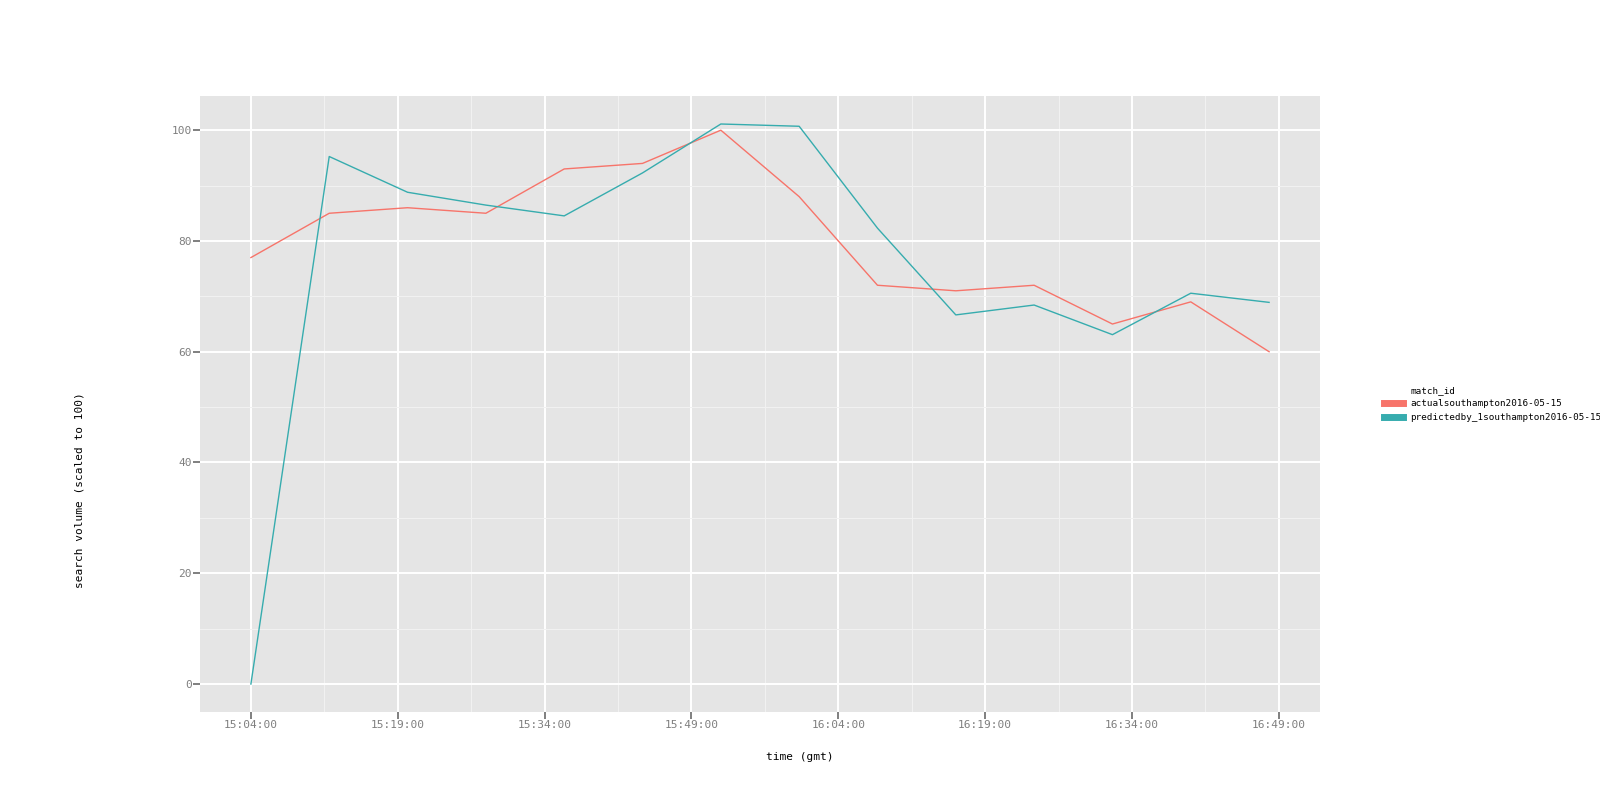 100
80
60
40
20
0
search volume (scaled to 100)
15:04:00 15:19:00 15:34:00 15:49:00 16:04:00 16:19:00 16:34:00 16:49:00
time (gmt)
match_id
actualsouthampton2016-05-15
predictedby_1southampton2016-05-15